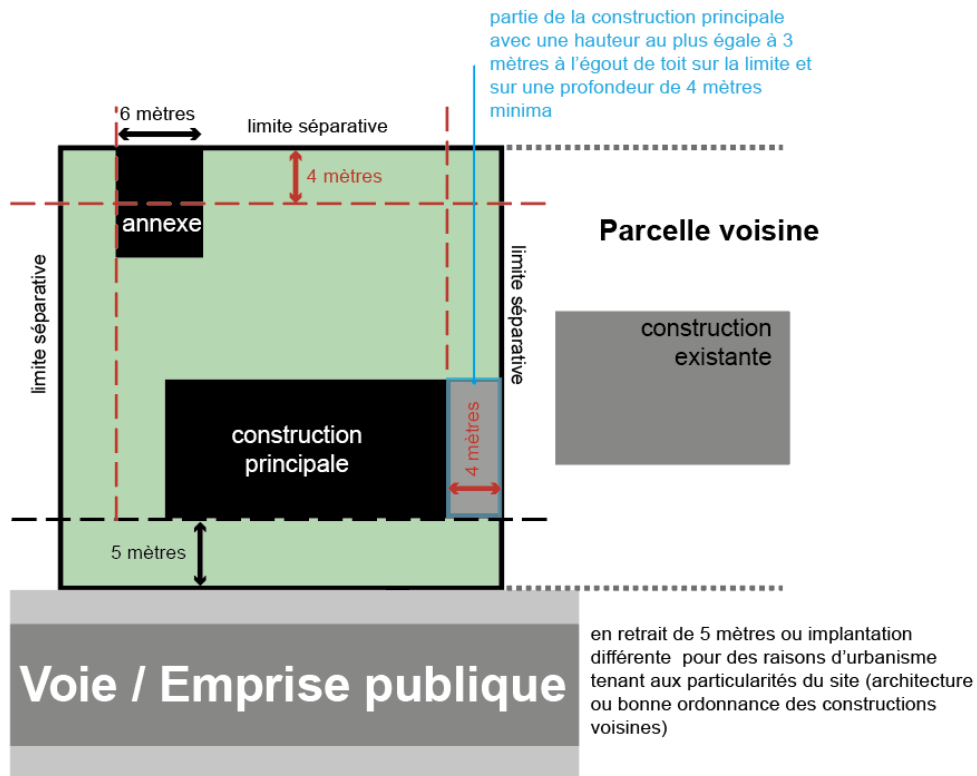 partie de la construction principale
avec une hauteur au plus égale à 3
mètres à l'égout de toit sur la limite et
sur une profondeur de 4 mètres
minima
6 mètres
limite séparative
4 mètres
annexe
limite séparative
limite séparative
Parcelle voisine
construction
existante
construction
principale
4 mètres
5 mètres
Voie / Emprise publique
en retrait de 5 mètres ou implantation
différente pour des raisons d'urbanisme
tenant aux particularités du site (architecture
ou bonne ordonnance des constructions
voisines)